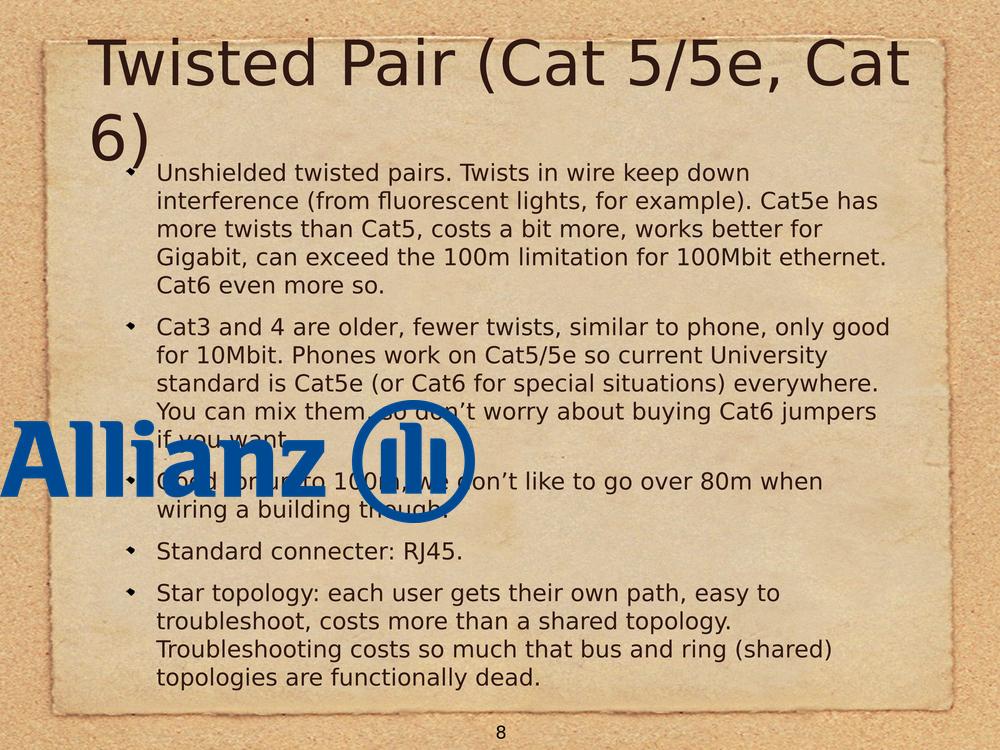 Twisted Pair (Cat 5/5e, Cat
6)
Unshielded twisted pairs. Twists in wire keep down
interference (from fluorescent lights, for example). Cat5e has
more twists than Cat5, costs a bit more, works better for
Gigabit, can exceed the 100m limitation for 100Mbit ethernet.
Cat6 even more so.
Cat3 and 4 are older, fewer twists, similar to phone, only good
for 10Mbit. Phones work on Cat5/5e so current University
standard is Cat5e (or Cat6 for special situations) everywhere.
You can mix them, so don’t worry about buying Cat6 jumpers
if you want
Allianz
Good for up to 100m, we don’t like to go over 80m when
wiring a building though.
Standard connecter: RJ45.
Star topology: each user gets their own path, easy to
troubleshoot, costs more than a shared topology.
Troubleshooting costs so much that bus and ring (shared)
topologies are functionally dead.
8